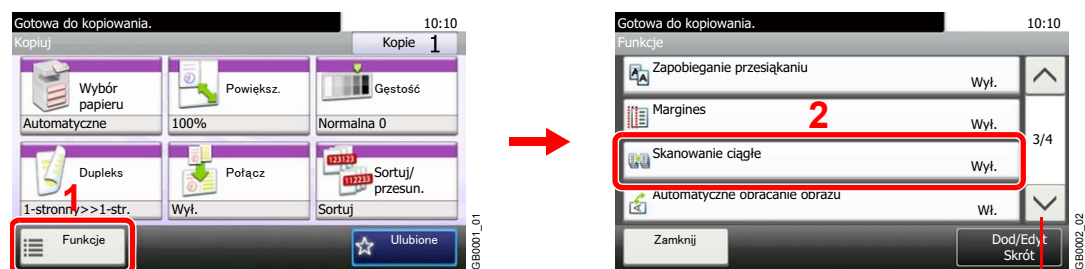 Gotowa do kopiowania.
10:10
Kopiuj
Kopie 1
Wybór
papieru
Automatyczne
Powiększ.
100%
Gęstość
Normalna 0
Dupleks
1-stronny>>1-str.
Połącz
Wył.
123123
112233
Sortuj/
przesun.
Sortuj
1
Funkcje
Ulubione
GB0001_01
Gotowa do kopiowania.
10:10
Funkcje
Zapobieganie przesiąkaniu
Wył.
Margines
Wył.
2
Skanowanie ciągłe
Wył.
3/4
Automatyczne obracanie obrazu
Wł.
Zamknij
Dod/Edyt
Skrót
GB0002_02